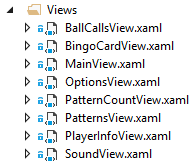 Views
BallCallsView.xaml
BingoCardView.xaml
MainView.xaml
OptionsView.xaml
PatternCountView.xaml
PatternsView.xaml
PlayerInfoView.xaml
SoundView.xaml